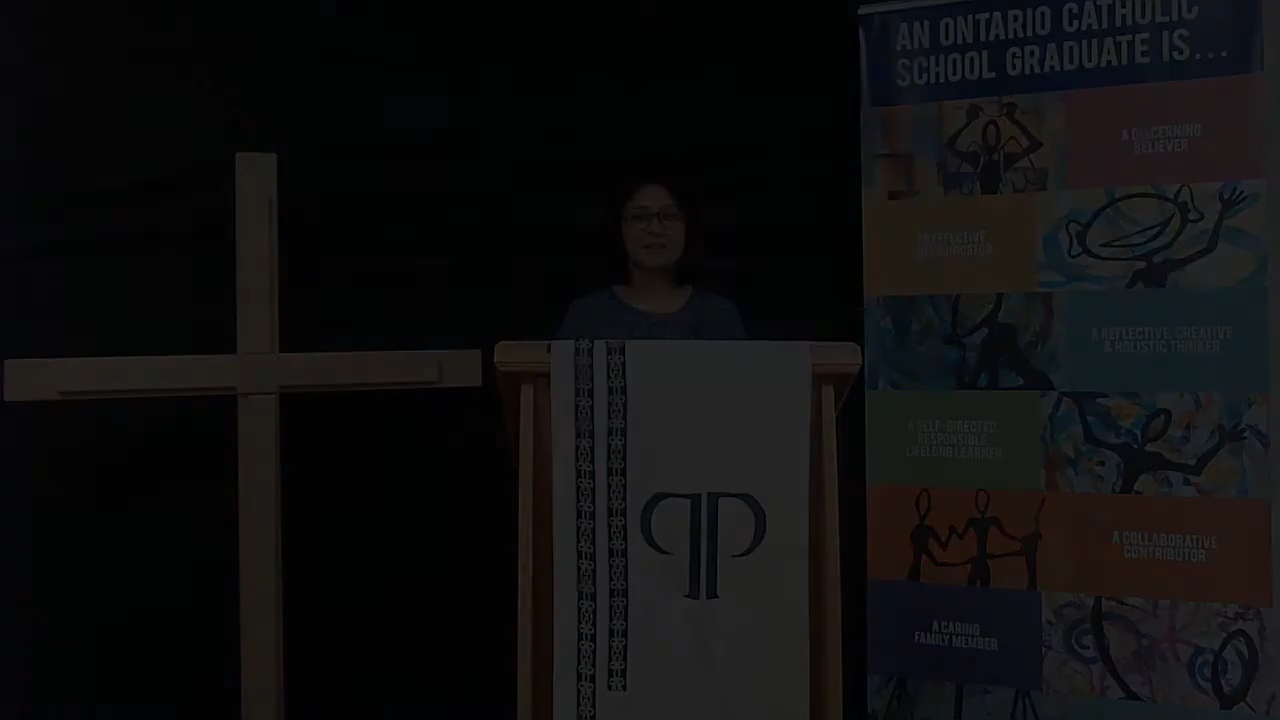 AN ONTARIO CATHOLIC
SCHOOL GRADUATE IS...
A DISCERNING
BELIEVER
AN EFFECTIVE
COMMUNICATOR
A REFLECTIVE, CREATIVE
& HOLISTIC THINKER
A SELF-DIRECTED,
RESPONSIBLE,
LIFELONG LEARNER
A COLLABORATIVE
CONTRIBUTOR
A CARING
FAMILY MEMBER